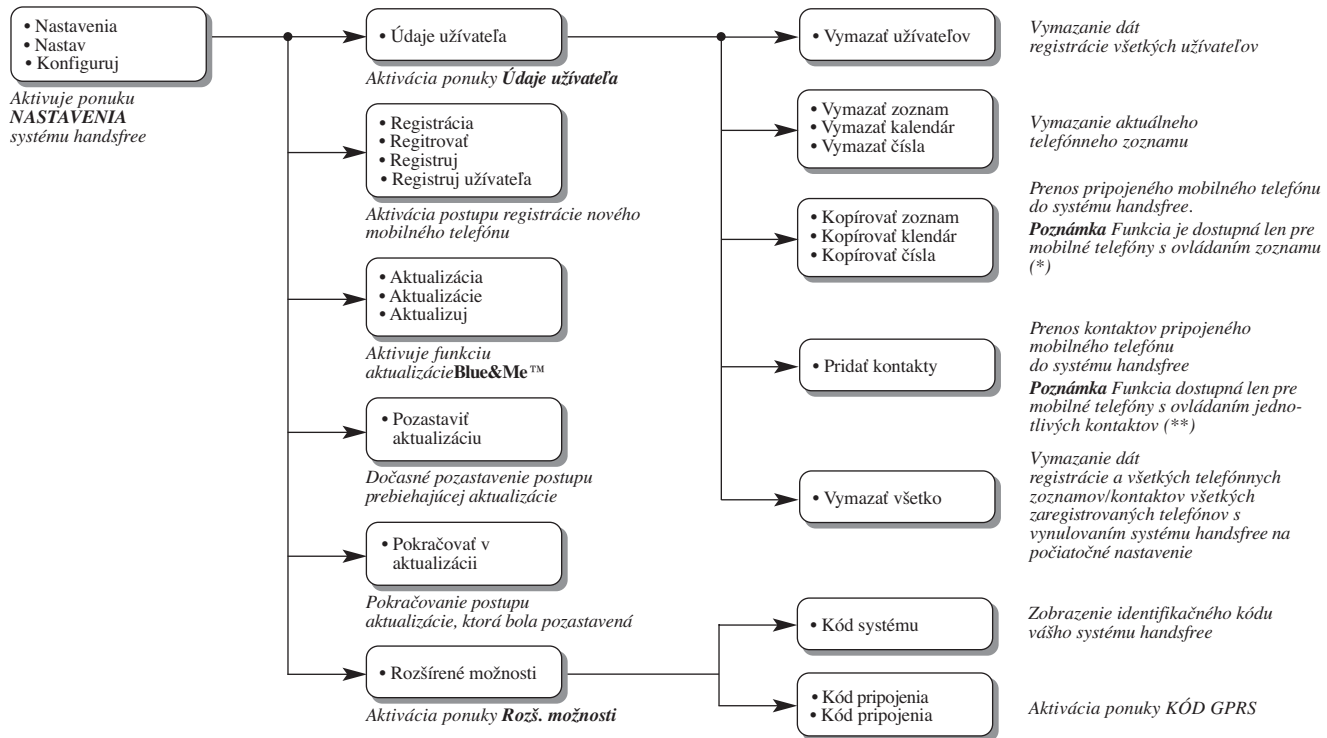 • Nastavenia
• Nastav
• Konfiguruj
Aktivuje ponuku
NASTAVENIA
systému handsfree
• Údaje užívateľa
Aktivácia ponuky Údaje užívateľa
• Registrácia
• Regitrovať
• Registruj
• Registruj užívateľa
Aktivácia postupu registrácie nového
mobilného telefónu
• Aktualizácia
• Aktualizácie
• Aktualizuj
Aktivuje funkciu
aktualizácieBlue&Me™
• Pozastaviť
aktualizáciu
Dočasné pozastavenie postupu
prebiehajúcej aktualizácie
• Pokračovať v
aktualizácii
Pokračovanie postupu
aktualizácie, ktorá bola pozastavená
• Rozšírené možnosti
Aktivácia ponuky Rozš. možnosti
• Vymazať užívateľov
Vymazanie dát
registrácie všetkých užívateľov
• Vymazať zoznam
• Vymazať kalendár
• Vymazať čísla
Vymazanie aktuálneho
telefónneho zoznamu
• Kopírovať zoznam
• Kopírovať klendár
• Kopírovať čísla
Prenos pripojeného mobilného telefónu
do systému handsfree.
Poznámka Funkcia je dostupná len pre
mobilné telefóny s ovládaním zoznamu
(*)
• Pridať kontakty
Prenos kontaktov pripojeného
mobilného telefónu
do systému handsfree
Poznámka Funkcia dostupná len pre
mobilné telefóny s ovládaním jedno-
tlivých kontaktov (**)
• Vymazať všetko
Vymazanie dát
registrácie a všetkých telefónnych
zoznamov/kontaktov všetkých
zaregistrovaných telefónov s
vynulovaním systému handsfree na
počiatočné nastavenie
• Kód systému
Zobrazenie identifikačného kódu
vášho systému handsfree
• Kód pripojenia
• Kód pripojenia
Aktivácia ponuky KÓD GPRS